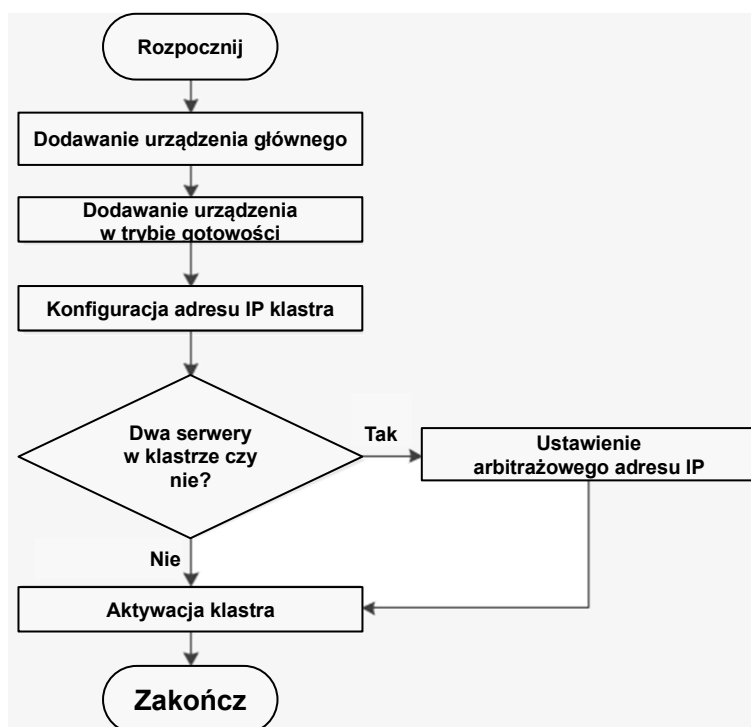 Rozpocznij
Dodawanie urządzenia głównego
Dodawanie urządzenia
w trybie gotowości
Konfiguracja adresu IP klastra
Dwa serwery
w klastrze czy
nie?
Tak
Ustawienie
arbitrażowego adresu IP
Nie
Aktywacja klastra
Zakończ